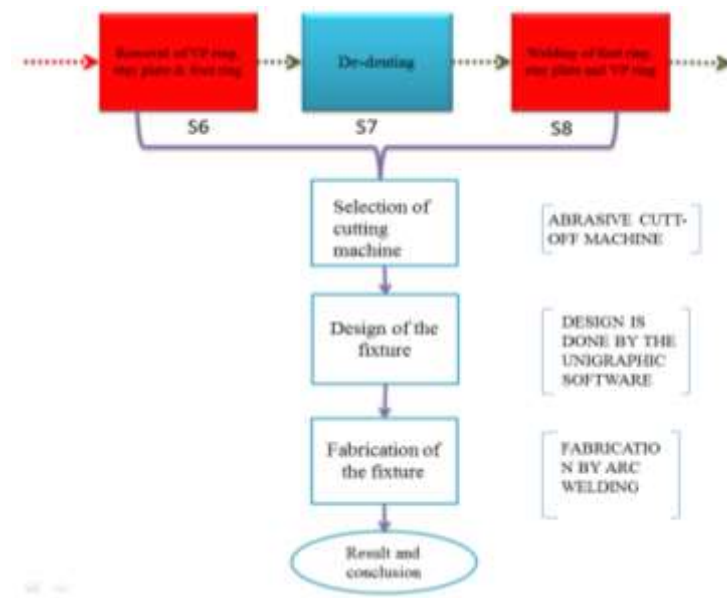 Removal of VP ring,
stay plate & foot ring
De-denting
Welding of foot ring,
stay plate and VP ring
S6
S7
S8
Selection of
cutting
machine
ABRASIVE CUTT-
OFF MACHINE
Design of the
fixture
DESIGN IS
DONE BY THE
UNIGRAPHIC
SOFTWARE
Fabrication of
the fixture
FABRICATIO
N BY ARC
WELDING
Result and
conclusion